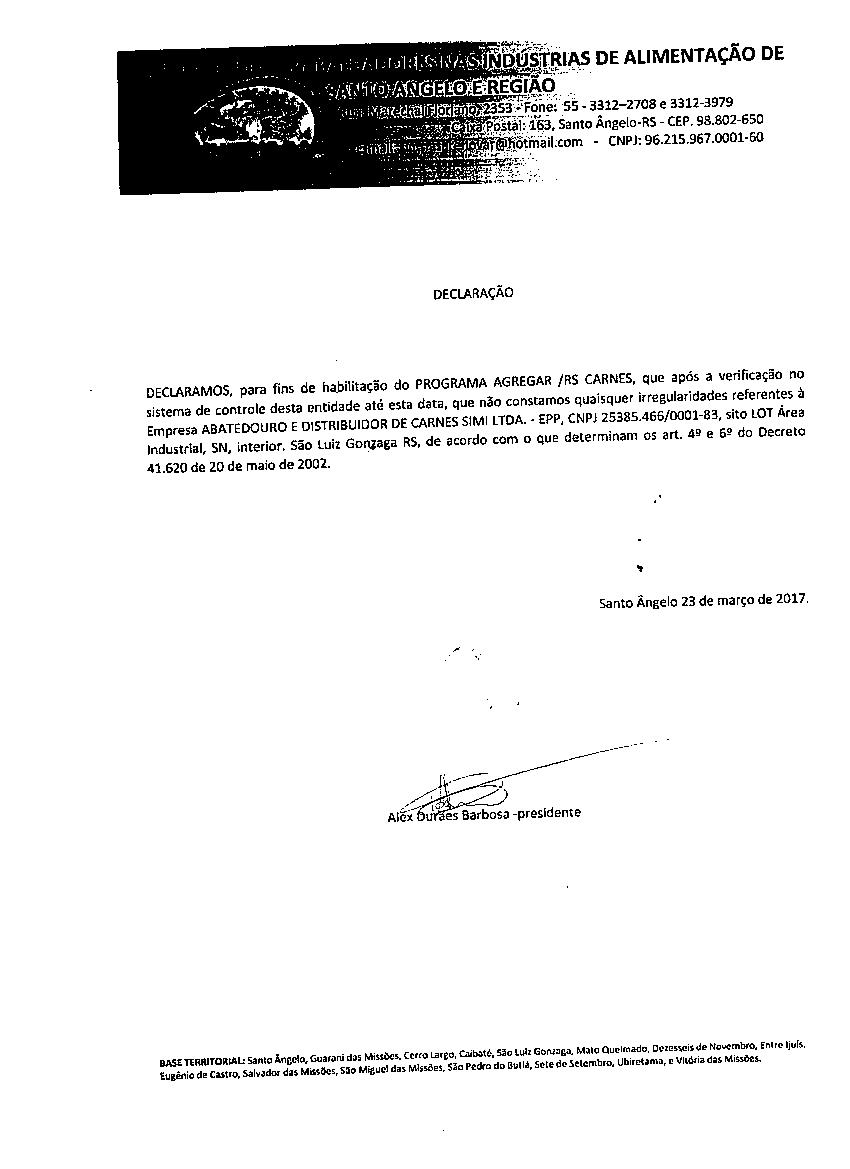 NAS INDÚSTRIAS DE ALIMENTAÇÃO DE
SANTO ANGELO E REGIÃO
Rua Marechal Floriano, 2353 - Fone: 55 - 3312–2708 e 3312-3979
Caixa Postal: 163, Santo Ângelo-RS - CEP. 98.802-650
@hotmail.com - CNPJ: 96.215.967.0001-60
DECLARAÇÃO
DECLARAMOS, para fins de habilitação do PROGRAMA AGREGAR /RS CARNES, que após a verificação no
sistema de controle desta entidade até esta data, que não constamos quaisquer irregularidades referentes à
Empresa ABATEDOURO E DISTRIBUIDOR DE CARNES SIMI LTDA. - EPP, CNPJ 25385.466/0001-83, sito LOT Área
Industrial, SN, interior, São Luiz Gonzaga RS, de acordo com o que determinam os art. 4º e 6º do Decreto
41.620 de 20 de maio de 2002.
Santo Ângelo 23 de março de 2017.
Alex Duraes Barbosa -presidente
BASE TERRITORIAL: Santo Ângelo, Guarani das Missões, Cerro Largo, Caibaté, São Luiz Gonzaga, Mato Queimado, Dezesseis de Novembro, Entre Ijuís,
Eugênio de Castro, Salvador das Missões, São Miguel das Missões, São Pedro do Butiá, Sete de Setembro, Ubiretama, e Vitória das Missões.